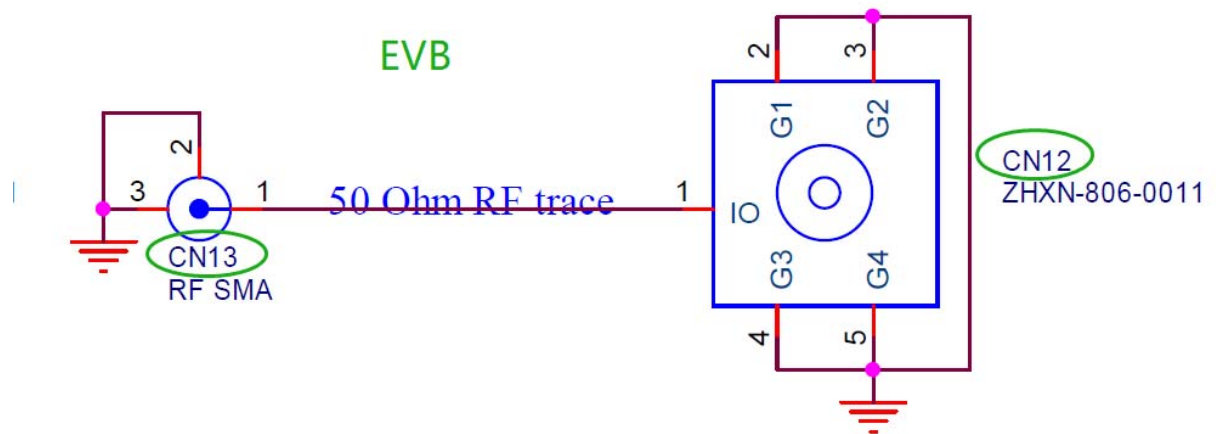 EVB
2
3
G1
G2
2
3
1
50 Ohm RF trace
1
IO
CN12
ZHXN-806-0011
CN13
RF SMA
G3
G4
4
5